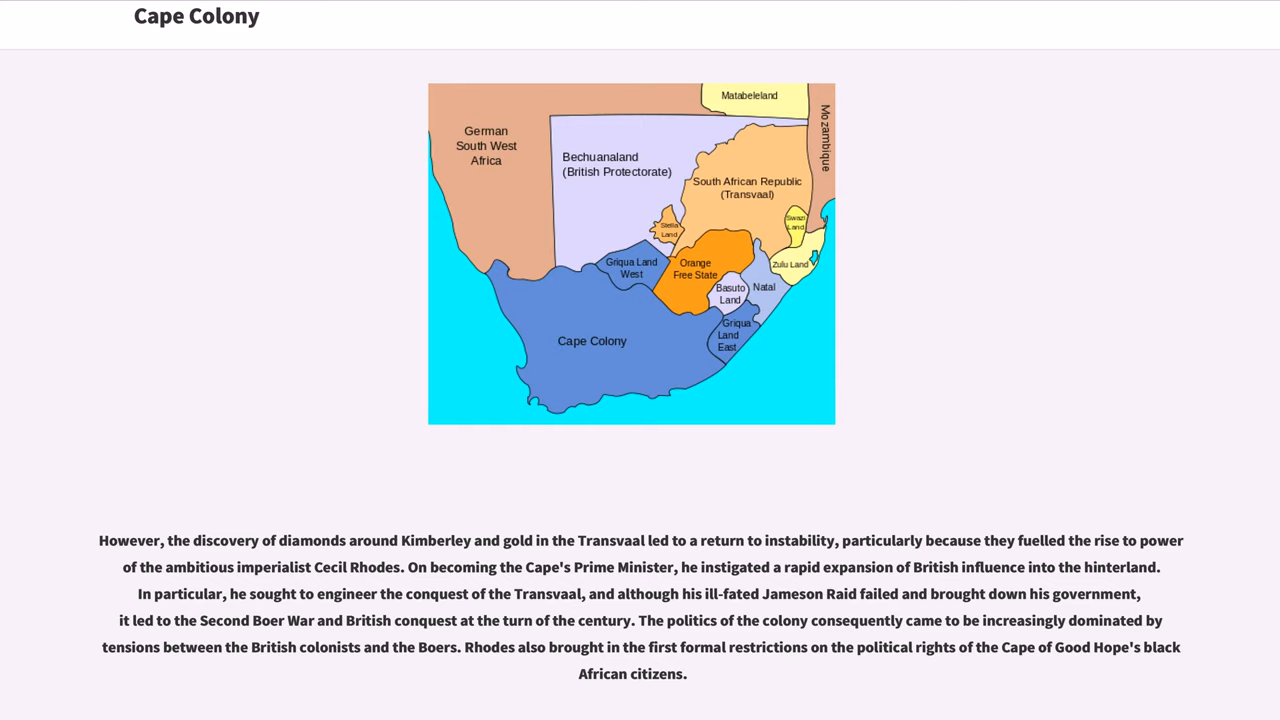 Cape Colony
Matabeleland
Mozambique
German
South West
Africa
Bechuanaland
(British Protectorate)
South African Republic
(Transvaal)
Stella
Land
Swazi
Land
Griqua Land
West
Orange
Free State
Zulu Land
Basuto
Land
Natal
Griqua
Land
East
Cape Colony
However, the discovery of diamonds around Kimberley and gold in the Transvaal led to a return to instability, particularly because they fuelled the rise to power
of the ambitious imperialist Cecil Rhodes. On becoming the Cape's Prime Minister, he instigated a rapid expansion of British influence into the hinterland.
In particular, he sought to engineer the conquest of the Transvaal, and although his ill-fated Jameson Raid failed and brought down his government,
it led to the Second Boer War and British conquest at the turn of the century. The politics of the colony consequently came to be increasingly dominated by
tensions between the British colonists and the Boers. Rhodes also brought in the first formal restrictions on the political rights of the Cape of Good Hope's black
African citizens.